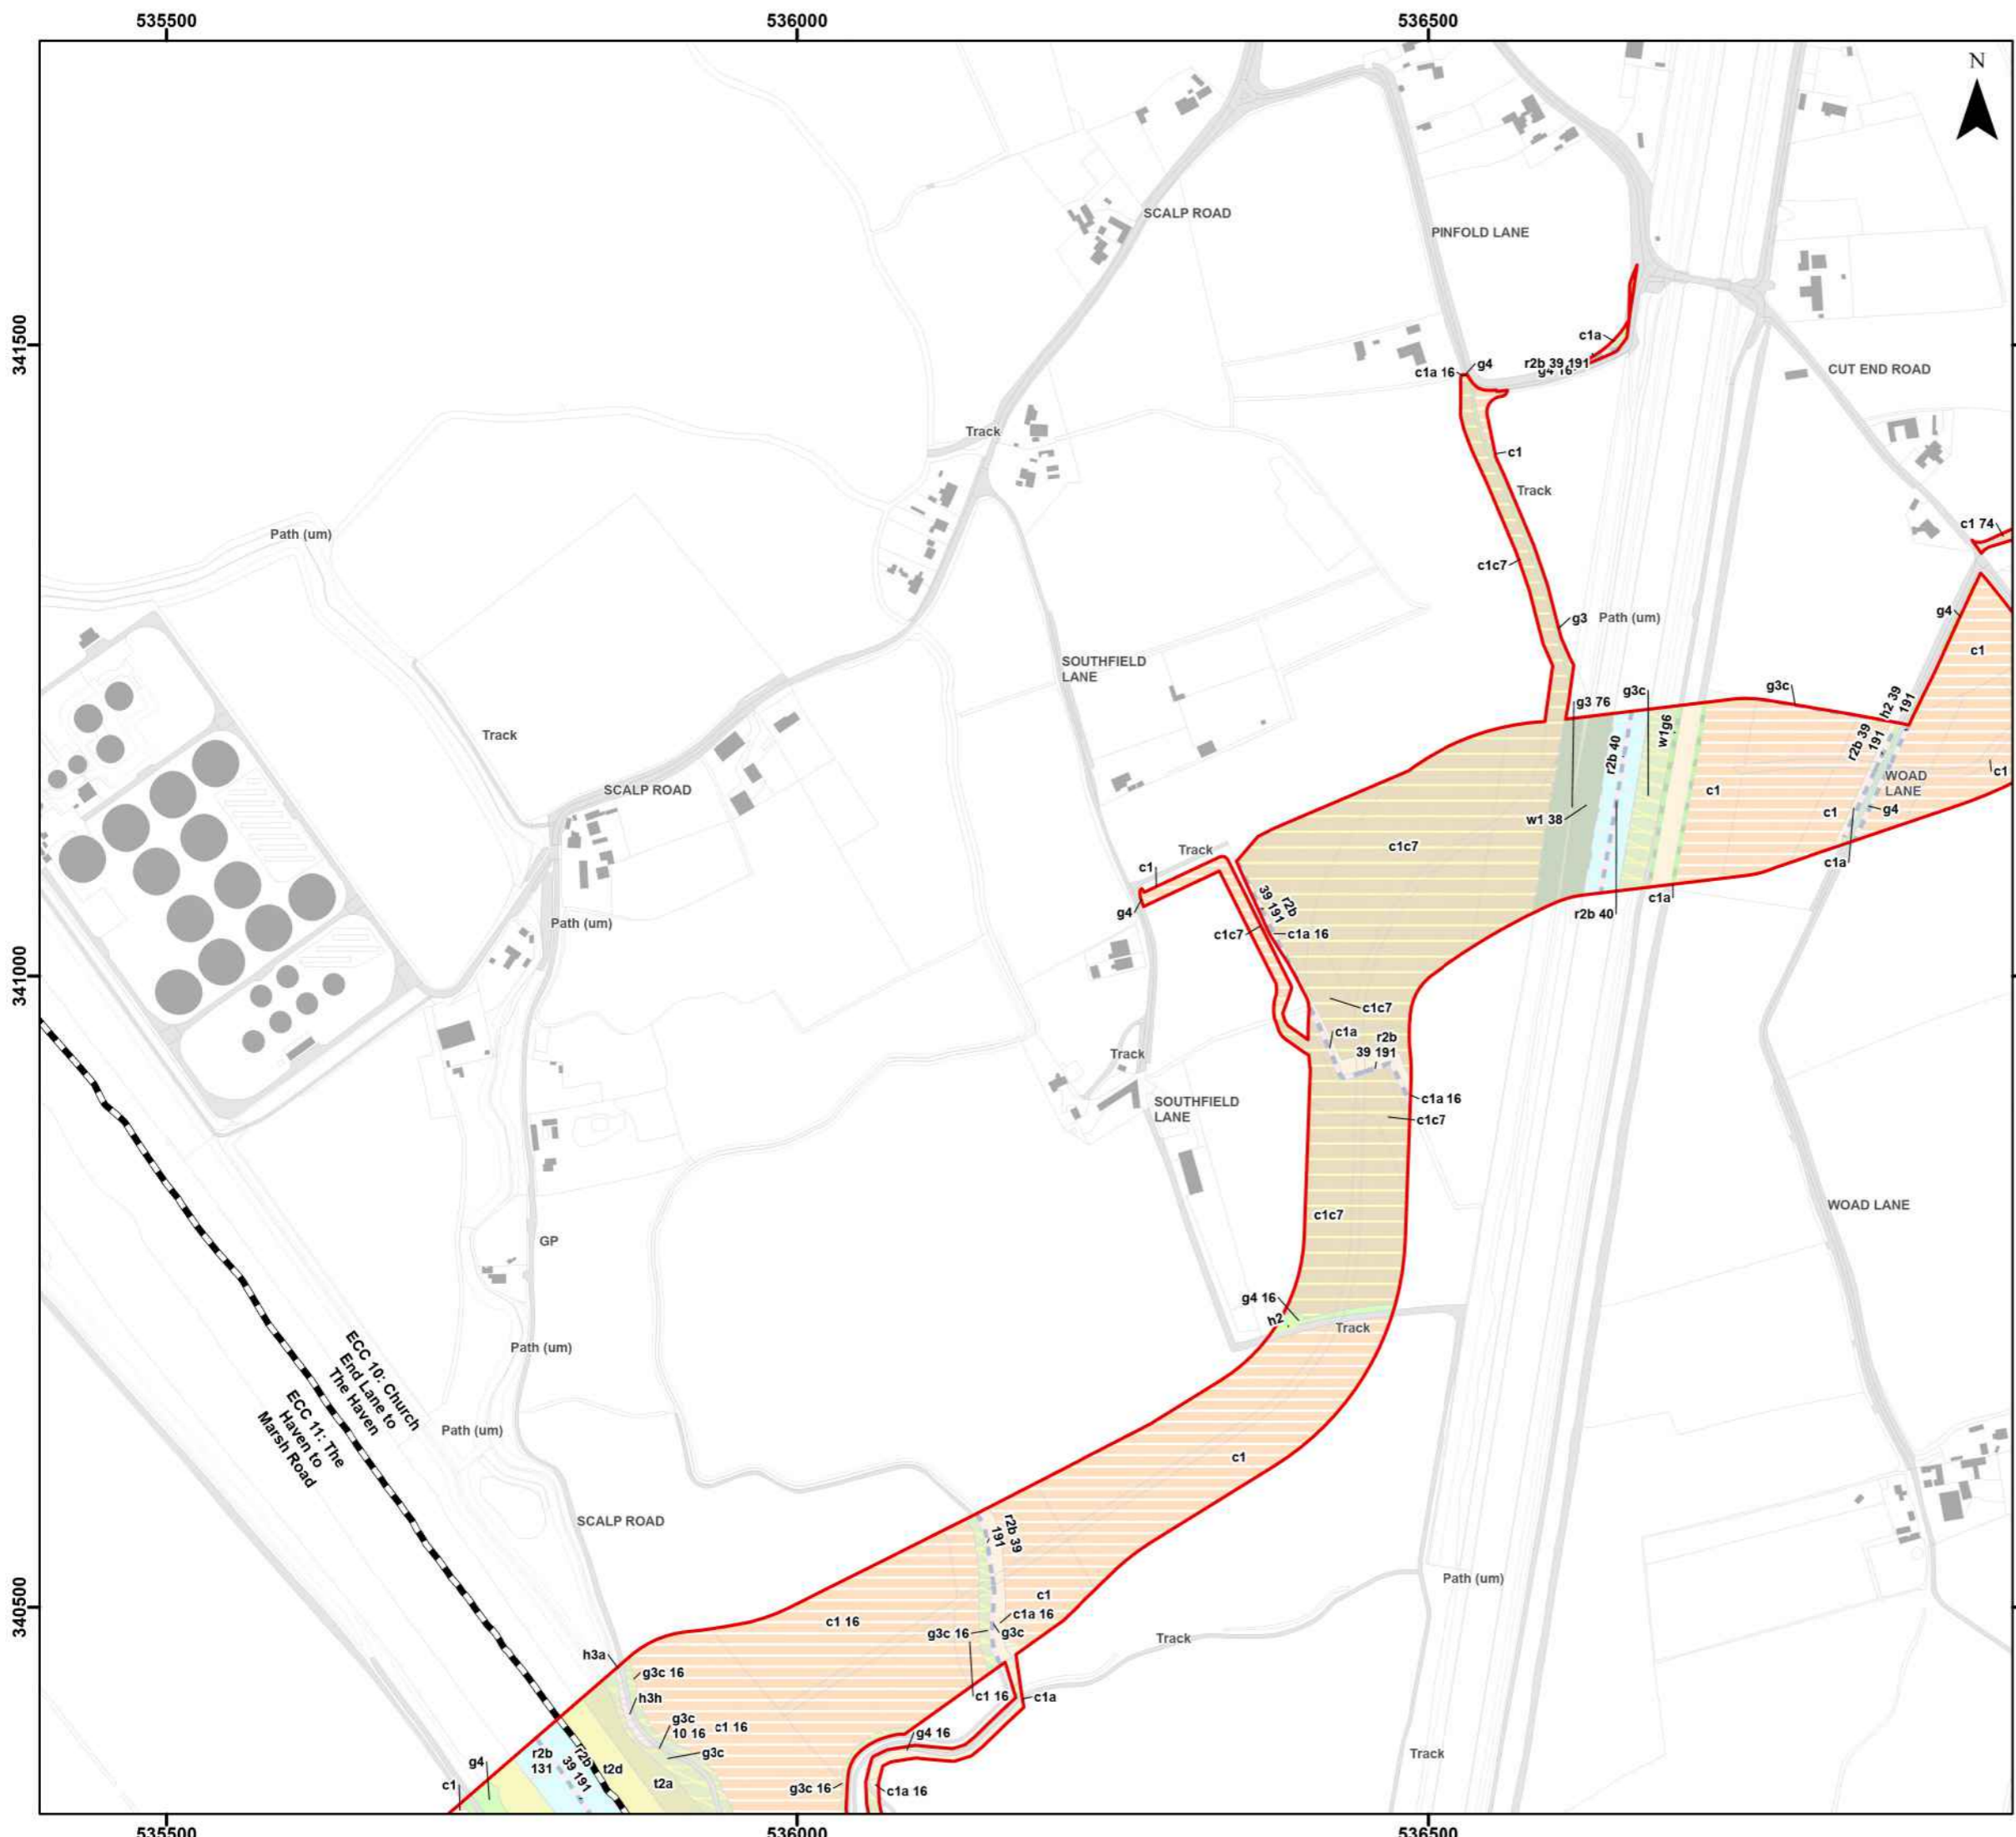 535500
536000
536500
N
SCALP ROAD
PINFOLD LANE
341500
341500
c1a
r2b 39 191
g4 16
c1a 16
g4
CUT END ROAD
Track
c1
Track
c1 74
Path (um)
c1c7
g4
g3
Path (um)
c1
SOUTHFIELD
LANE
g3c
g3c
h2 39
191
g3 76
Track
w1g6
r2b 40
r2b 39
191
c1
WOAD
LANE
SCALP ROAD
c1
c1
g4
w1 38
c1c7
Track
c1
c1a
39 191
r2b
c1a
r2b 40
g4
Path (um)
c1c7
c1a 16
341000
c1c7
c1a
r2b
39 191
Track
SOUTHFIELD
LANE
c1a 16
c1c7
WOAD LANE
c1c7
GP
g4 16
h2
Track
Path (um)
ECC 10: Church
End Lane to
The Haven
ECC 11: The
Haven to
Marsh Road
Path (um)
c1
SCALP ROAD
r2b 39
191
Path (um)
340500
c1
c1 16
c1a 16
g3c 16
g3c
Track
h3a
g3c 16
h3h
c1 16
c1a
g3c
10 16
c1 16
g4 16
g3c
Track
r2b
131
r2b
39 191
g4
t2d
t2a
c1
g3c 16
c1a 16
535500
536000
536500